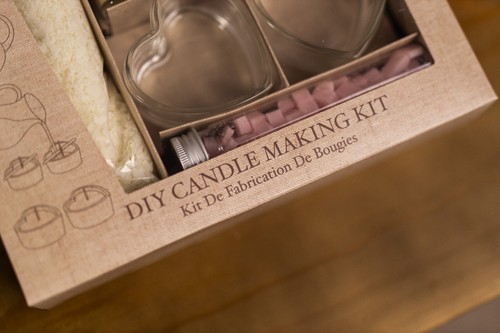 DIY CANDLE MAKING KIT
Kit De Fabrication De Bougies